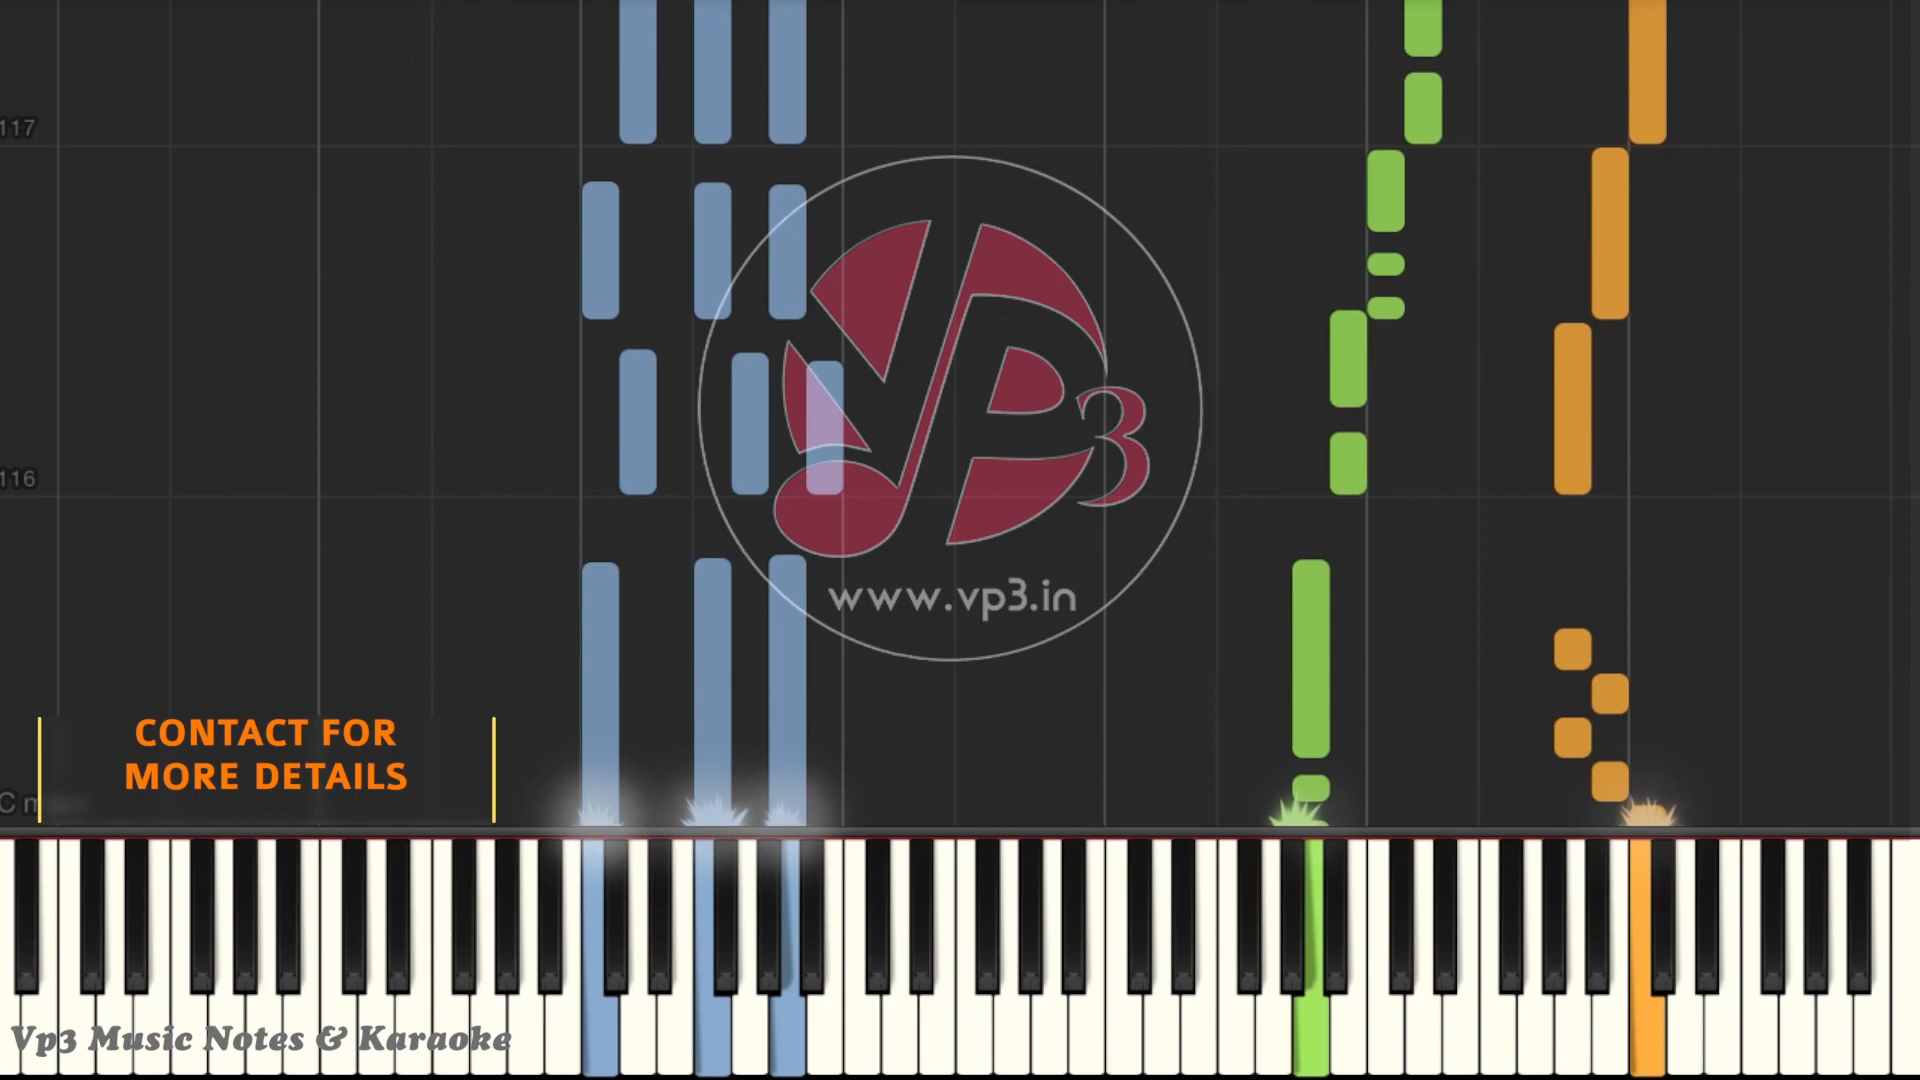 117
116
www.vp3.in
CONTACT FOR
MORE DETAILS
Vp3 Music Notes & Karaoke